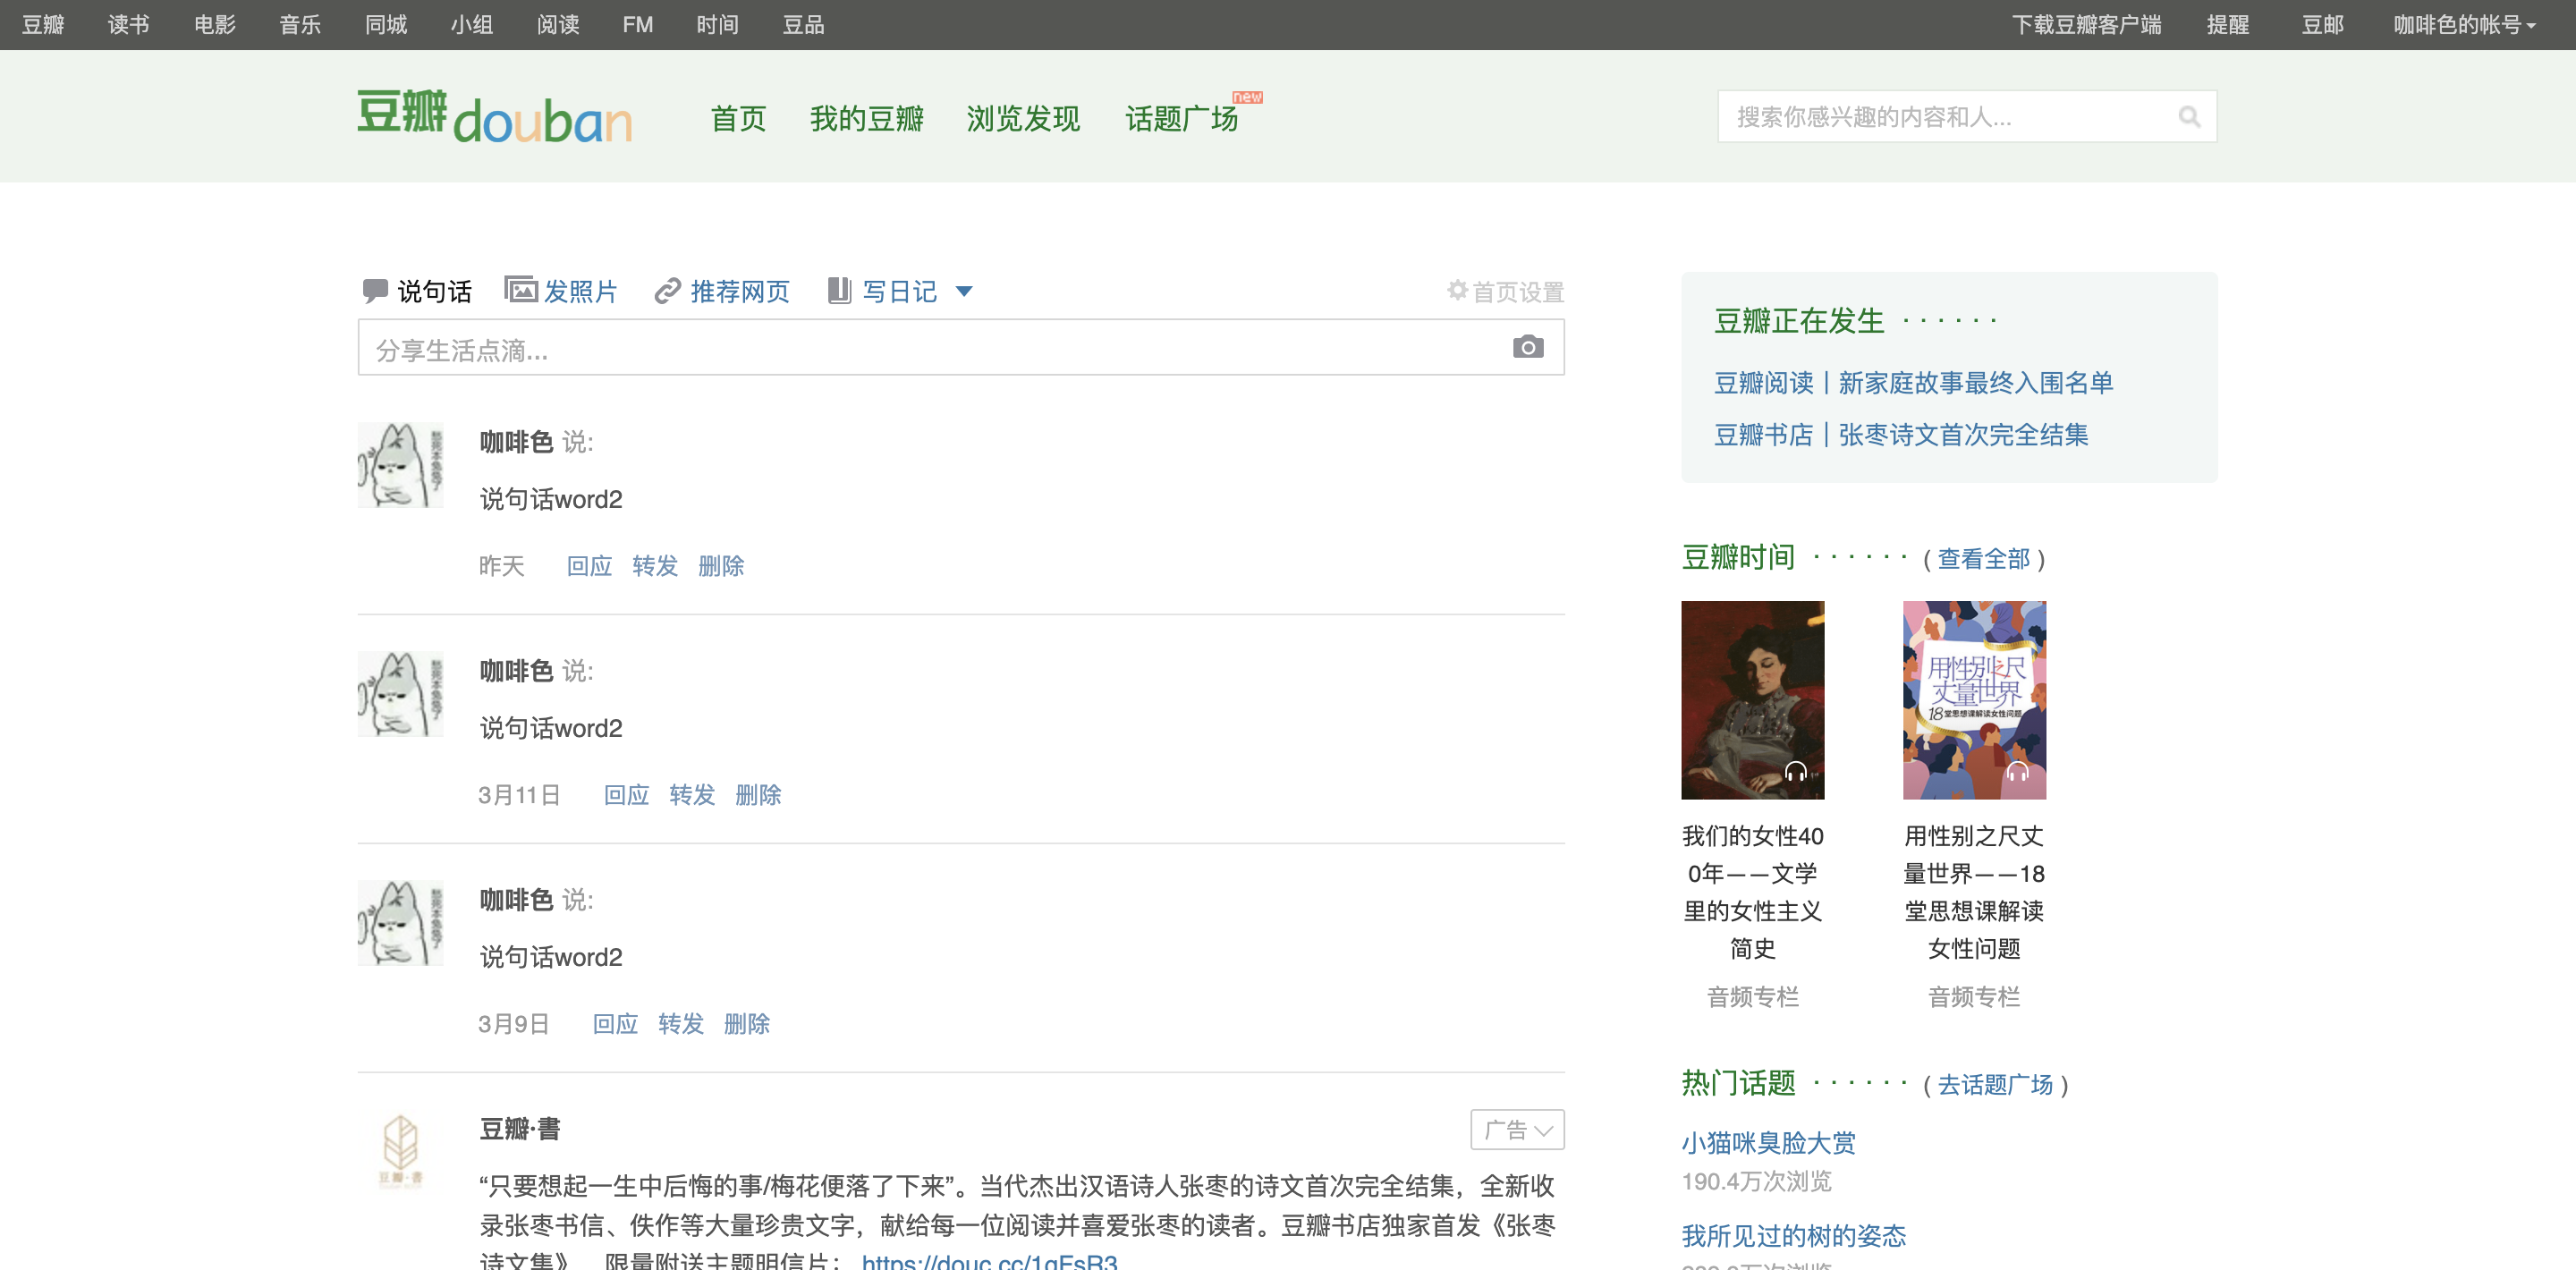 豆瓣 读书 电影 音乐 同城 小组 阅读 FM 时间 豆品 下载豆瓣客户端 提醒 豆邮 咖啡色的帐号
豆瓣douban 首页 我的豆瓣 浏览发现 话题广场 new 搜索你感兴趣的内容和人...
说句话 发照片 推荐网页 写日记 首页设置
分享生活点滴...
咖啡色 说:
说句话word2
昨天 回应 转发 删除
咖啡色 说:
说句话word2
3月11日 回应 转发 删除
咖啡色 说:
说句话word2
3月9日 回应 转发 删除
豆瓣·書
豆瓣·書 广告
“只要想起一生中后悔的事/梅花便落了下来”。当代杰出汉语诗人张枣的诗文首次完全结集，全新收
录张枣书信、佚作等大量珍贵文字，献给每一位阅读并喜爱张枣的读者。豆瓣书店独家首发《张枣
诗文集》，限量附送主题明信片： https://douc.cc/1gEsR3
豆瓣正在发生 · · · · · ·
豆瓣阅读丨新家庭故事最终入围名单
豆瓣书店丨张枣诗文首次完全结集
豆瓣时间 · · · · · · ( 查看全部 )
用性别之尺
丈量世界
18堂思想课解读女性问题
我们的女性40
0年——文学
里的女性主义
简史
音频专栏
用性别之尺丈
量世界——18
堂思想课解读
女性问题
音频专栏
热门话题 · · · · · · ( 去话题广场 )
小猫咪臭脸大赏
190.4万次浏览
我所见过的树的姿态